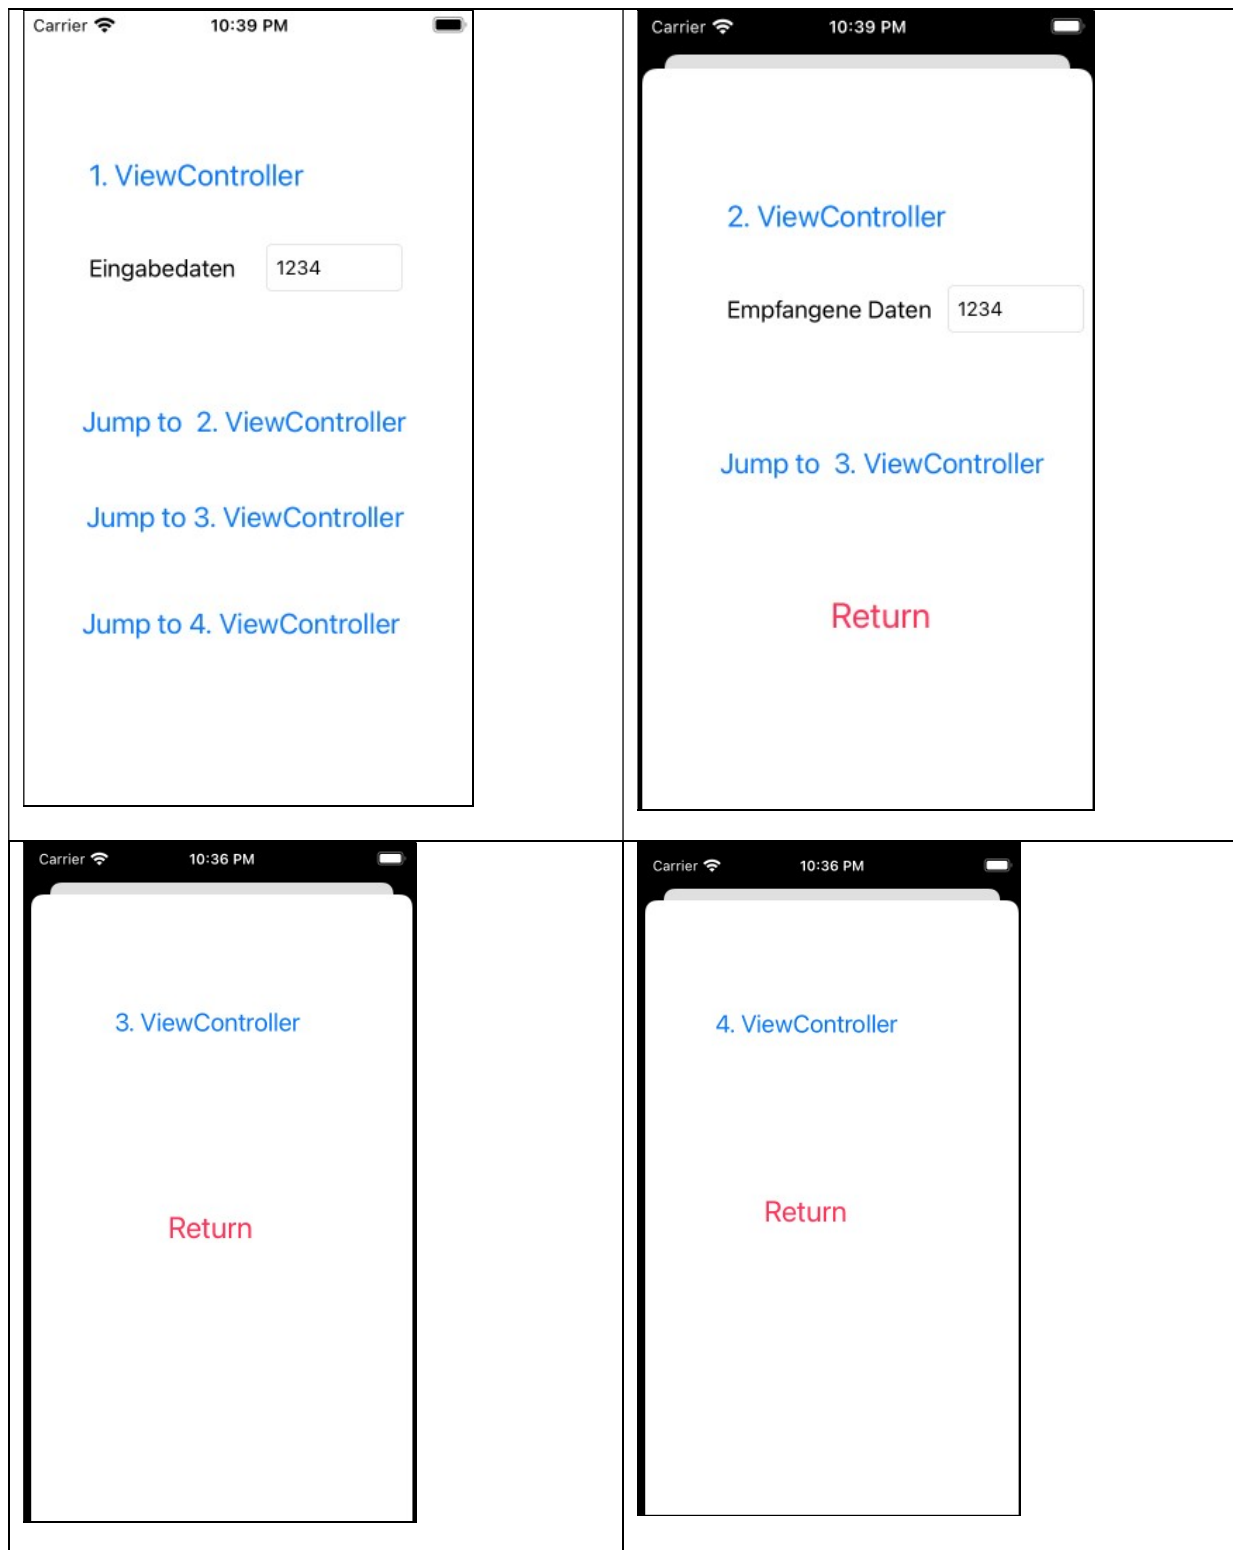 Carrier 10:39 PM
1. ViewController
Eingabedaten 1234
Jump to  2. ViewController
Jump to 3. ViewController
Jump to 4. ViewController
Carrier 10:39 PM
2. ViewController
Empfangene Daten 1234
Jump to  3. ViewController
Return
Carrier 10:36 PM
3. ViewController
Return
Carrier 10:36 PM
4. ViewController
Return